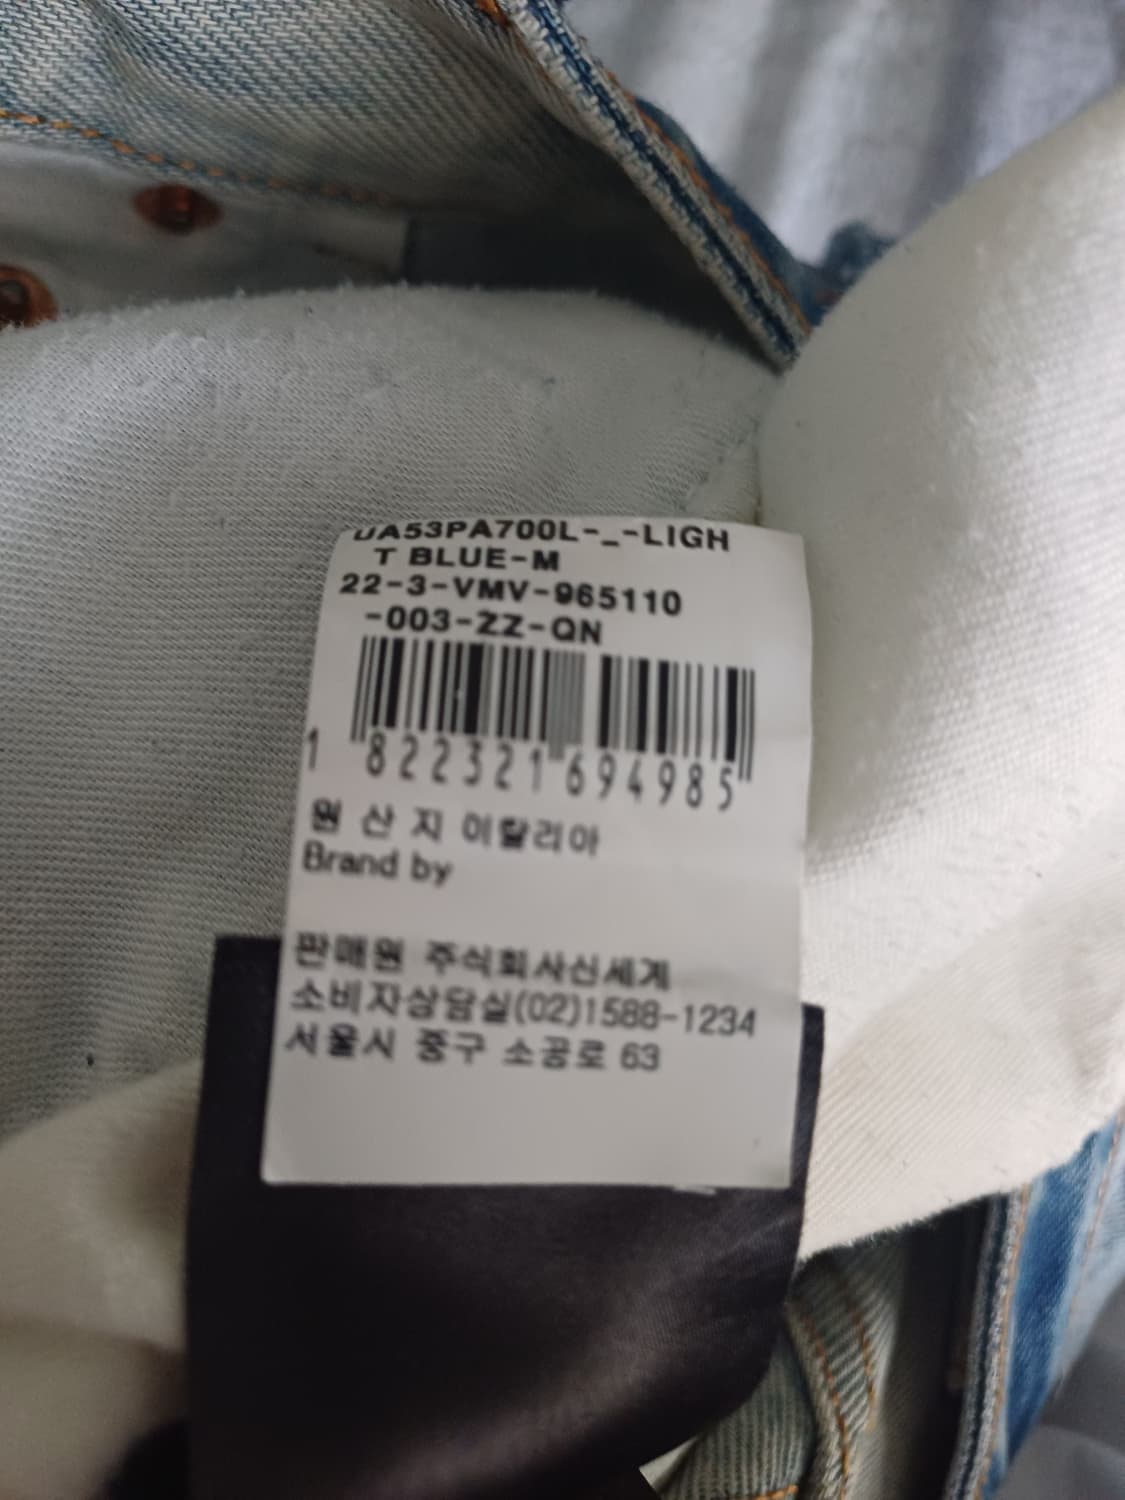 UA53PA700L-_-LIGH
T BLUE-M
22-3-VMV-965110
-003-ZZ-QN
1 822321 694985
원 산 지 이탈리아
Brand by
판매원 주식회사신세계
소비자상담실(02)1588-1234
서울시 중구 소공로 63